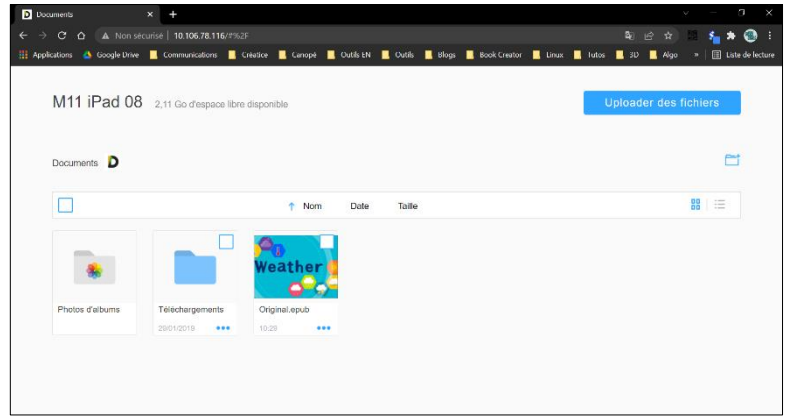 Documents
Non sécurisé | 10.106.78.116/#%2F
Applications Google Drive Communications Créatice Canopé Outils EN Outils Blogs Book Creator Linux Tutos 3D Algo » Liste de lecture
M11 iPad 08 2,11 Go d'espace libre disponible Uploader des fichiers
Documents
Nom Date Taille
Weather
Photos d'albums Téléchargements Original.epub
29/01/2019 10:29